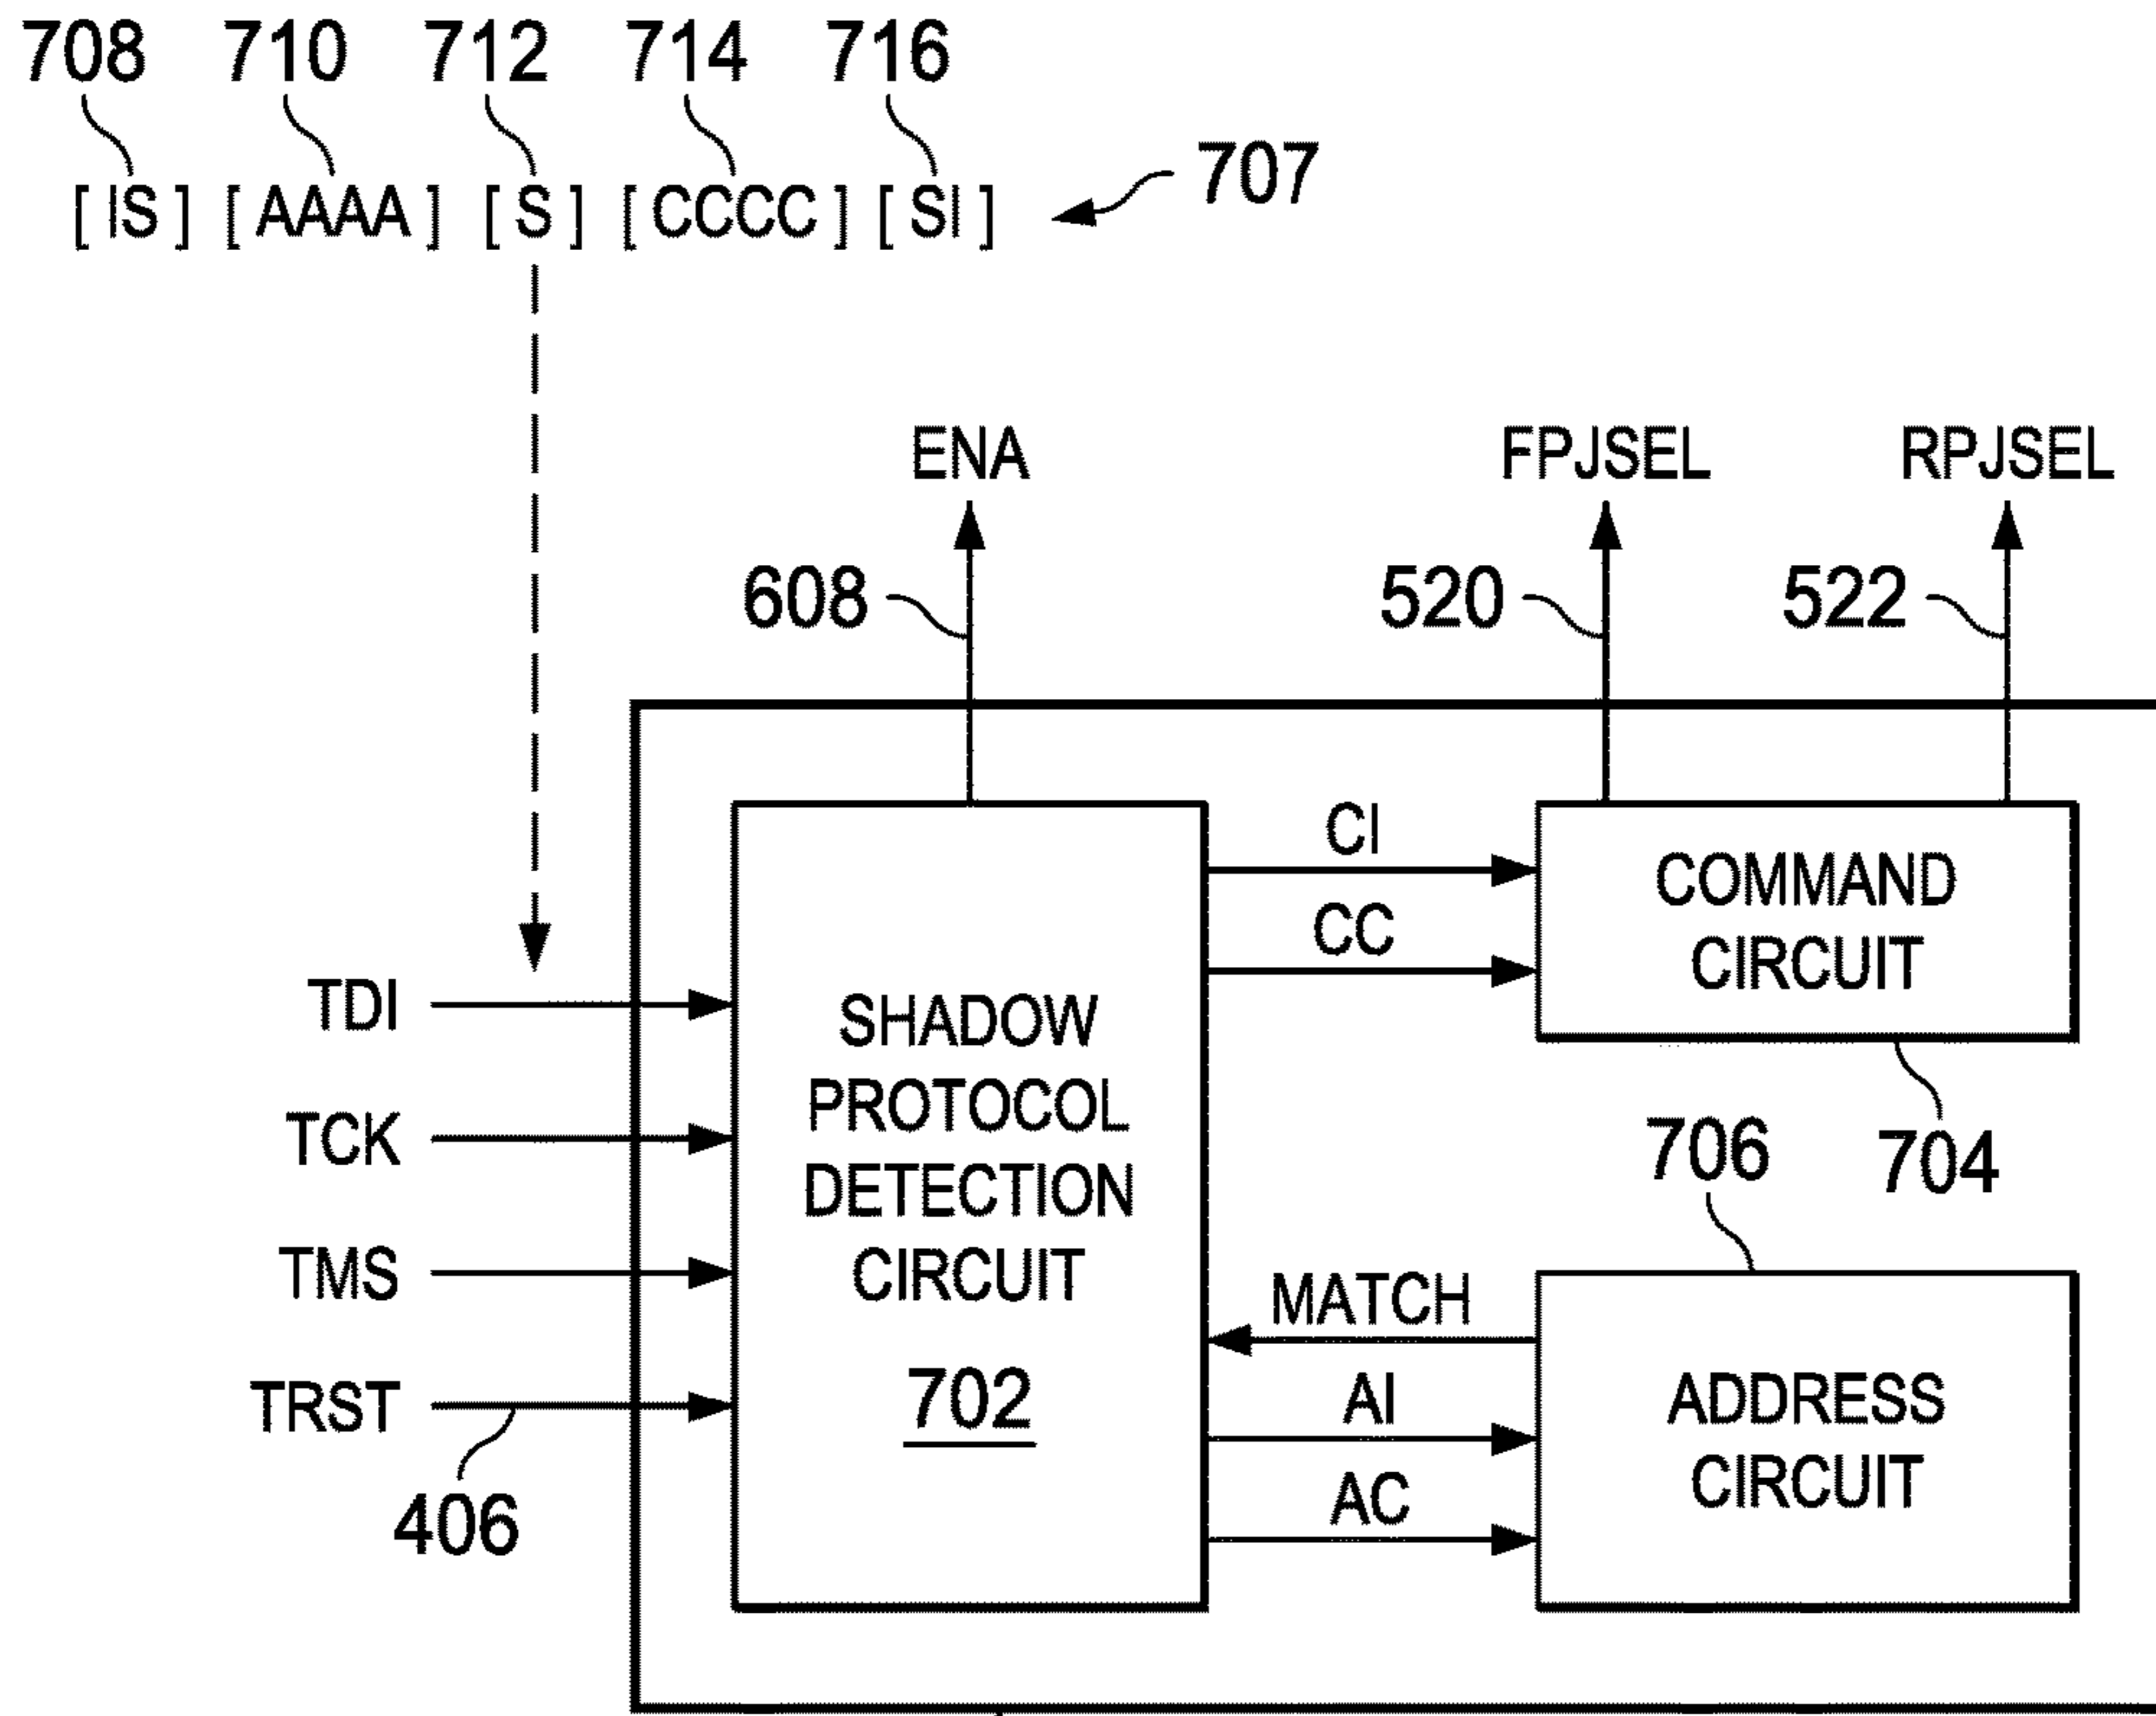 708 710 712 714 716
[ IS ] [ AAAA ] [ S ] [ CCCC ] [ SI ]
707
ENA
FPJSEL
RPJSEL
608
520
522
CI
CC
COMMAND
CIRCUIT
704
TDI
TCK
TMS
TRST
406
SHADOW
PROTOCOL
DETECTION
CIRCUIT
702
706
MATCH
AI
AC
ADDRESS
CIRCUIT